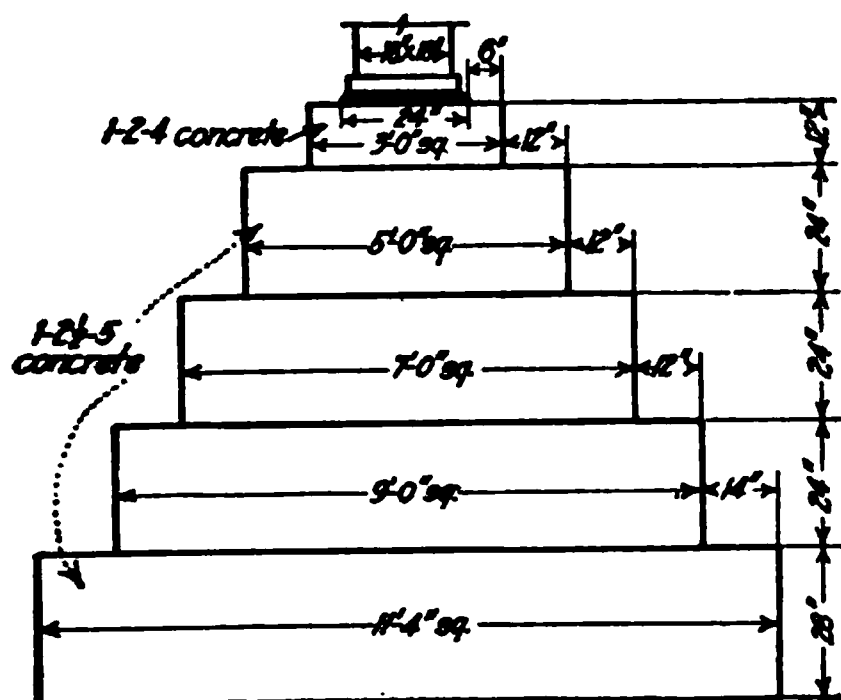 6"
24"
1-2-4 concrete
3'-0" sq.
12"
12"
5'-0" sq.
12"
24"
1-2½-5
concrete
7'-0" sq.
12"
24"
9'-0" sq.
14"
24"
11'-4" sq.
28"